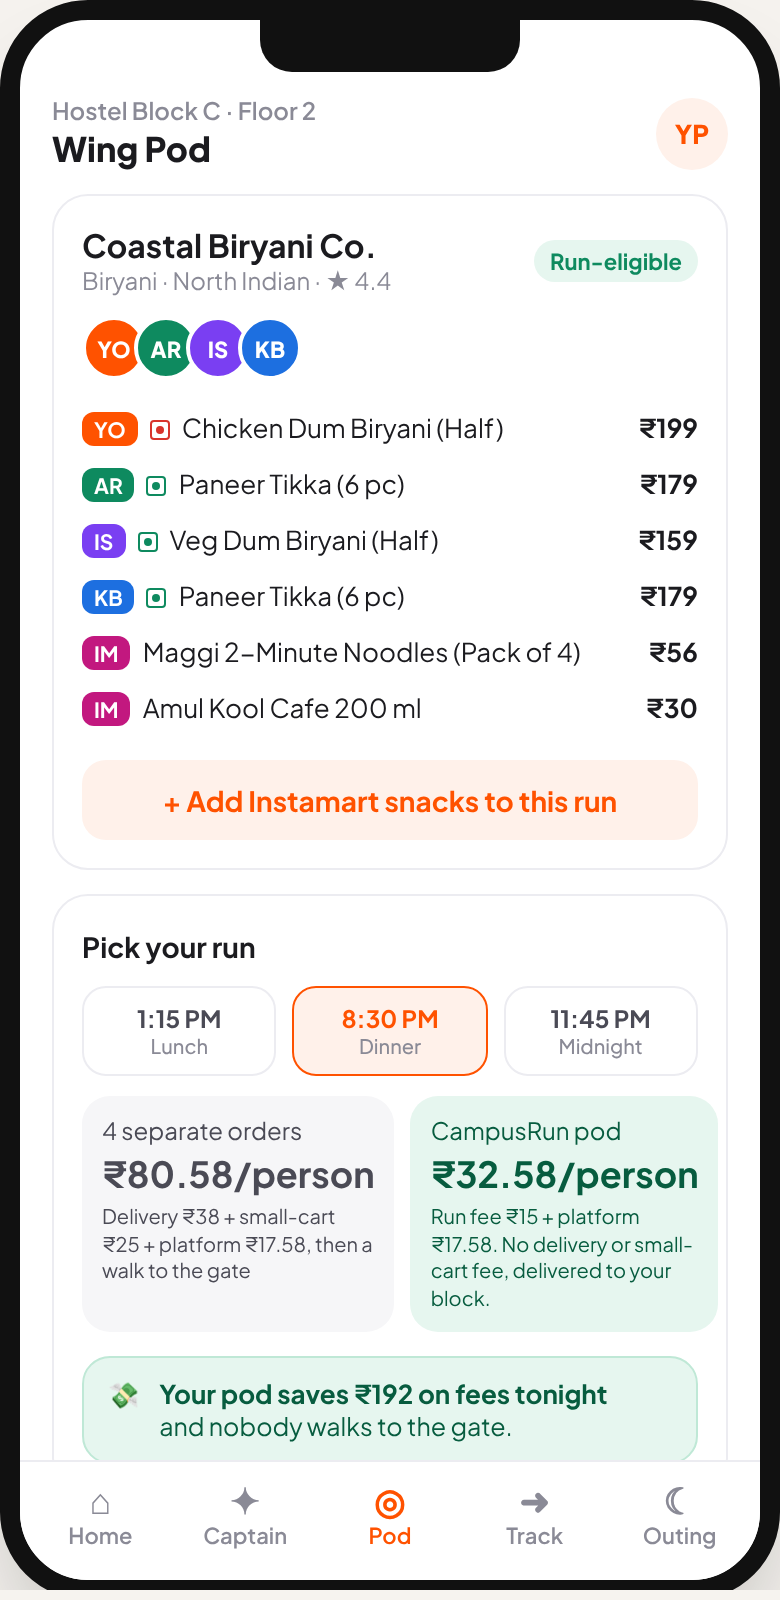 Hostel Block C · Floor 2
Wing Pod
YP
Coastal Biryani Co.
Biryani · North Indian · ★ 4.4
Run-eligible
YO AR IS KB
YO Chicken Dum Biryani (Half) ₹199
AR Paneer Tikka (6 pc) ₹179
IS Veg Dum Biryani (Half) ₹159
KB Paneer Tikka (6 pc) ₹179
IM Maggi 2-Minute Noodles (Pack of 4) ₹56
IM Amul Kool Cafe 200 ml ₹30
+ Add Instamart snacks to this run
Pick your run
1:15 PM
Lunch
8:30 PM
Dinner
11:45 PM
Midnight
4 separate orders
₹80.58/person
Delivery ₹38 + small-cart
₹25 + platform ₹17.58, then a
walk to the gate
CampusRun pod
₹32.58/person
Run fee ₹15 + platform
₹17.58. No delivery or small-
cart fee, delivered to your
block.
Your pod saves ₹192 on fees tonight
and nobody walks to the gate.
Home
Captain
Pod
Track
Outing